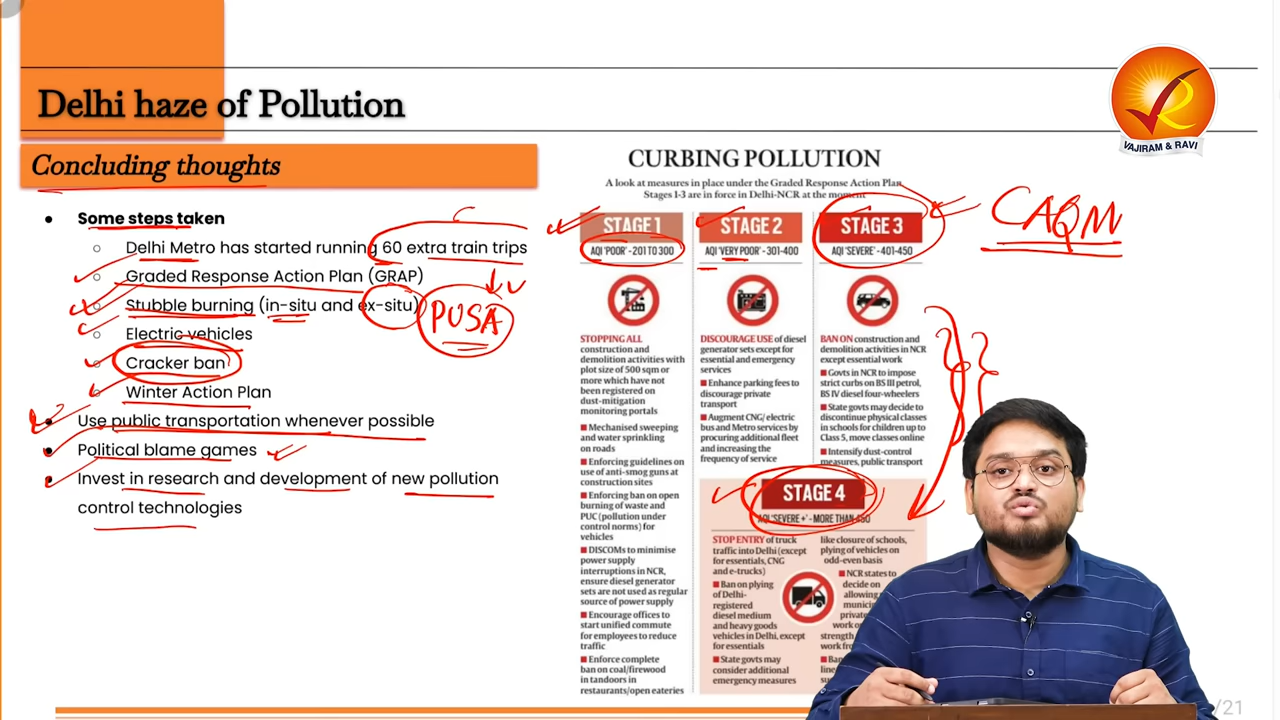 Delhi haze of Pollution
VAJIRAM & RAVI
Concluding thoughts
Some steps taken
Delhi Metro has started running 60 extra train trips
Graded Response Action Plan (GRAP)
Stubble burning (in-situ and ex-situ)
Electric vehicles
Cracker ban
Winter Action Plan
Use public transportation whenever possible
Political blame games
Invest in research and development of new pollution
control technologies
PUSA
CAQM
CURBING POLLUTION
A look at measures in place under the Graded Response Action Plan
Stages 1-3 are in force in Delhi-NCR at the moment
STAGE 1
AQI 'POOR' - 201 TO 300
STOPPING ALL
construction and
demolition activities with
plot size of 500 sqm or
more which have not
been registered on
dust-mitigation
monitoring portals
Mechanised sweeping
and water sprinkling
on roads
Enforcing guidelines on
use of anti-smog guns at
construction sites
Enforcing ban on open
burning of waste and
PUC (pollution under
control norms) for
vehicles
DISCOMs to minimise
power supply
interruptions in NCR,
ensure diesel generator
sets are not used as regular
source of power supply
Encourage offices to
start unified commute
for employees to reduce
traffic
Enforce complete
ban on coal/firewood
in tandoors in
restaurants/open eateries
STAGE 2
AQI 'VERY POOR' - 301-400
DISCOURAGE USE of diesel
generator sets except for
essential and emergency
services
Enhance parking fees to
discourage private
transport
Augment CNG/ electric
bus and Metro services by
procuring additional fleet
and increasing the
frequency of service
STAGE 3
AQI 'SEVERE' - 401-450
BAN ON construction and
demolition activities in NCR
except essential work
Govts in NCR to impose
strict curbs on BS III petrol,
BS IV diesel four-wheelers
State govts may decide to
discontinue physical classes
in schools for children up to
Class 5, move classes online
Intensify dust-control
measures, public transport
STAGE 4
AQI 'SEVERE +' - MORE THAN 450
STOP ENTRY of truck
traffic into Delhi (except
for essentials, CNG
and e-trucks)
Ban on plying
of Delhi-
registered
diesel medium
and heavy goods
vehicles in Delhi, except
for essentials
State govts may
consider additional
emergency measures
like closure of schools,
plying of vehicles on
odd-even basis
NCR states to
decide on
allowing
private
strength
/21